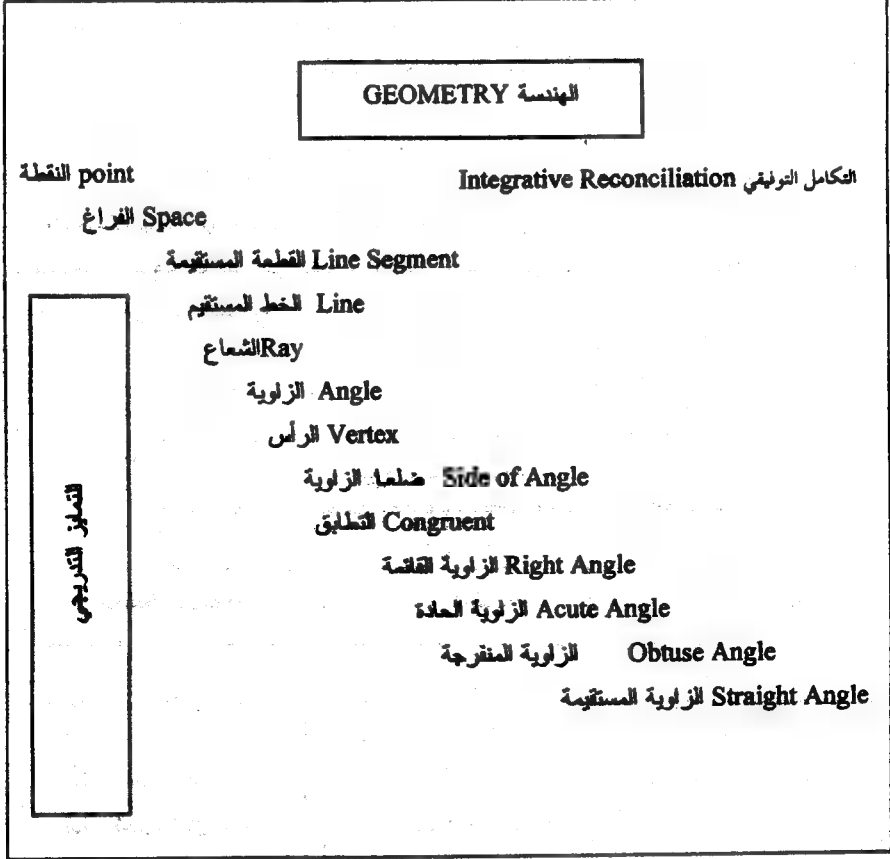 الهندسة GEOMETRY
التكامل التوفيقي Integrative Reconciliation
النقطة point
الفراغ Space
القطعة المستقيمة Line Segment
الخط المستقيم Line
الشعاع Ray
الزاوية Angle
الرأس Vertex
ضلعا الزاوية Side of Angle
التطابق Congruent
الزاوية القائمة Right Angle
الزاوية الحادة Acute Angle
الزاوية المنفرجة Obtuse Angle
الزاوية المستقيمة Straight Angle
التمايز التدريجي